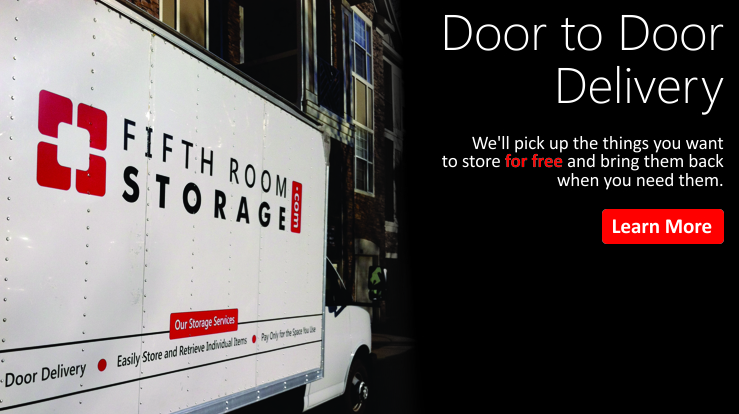 Door to Door
Delivery
We'll pick up the things you want
to store for free and bring them back
when you need them.
Learn More
FIFTH ROOM
STORAGE.com
Our Storage Services
Door Delivery • Easily Store and Retrieve Individual Items • Pay Only for the Space You Use